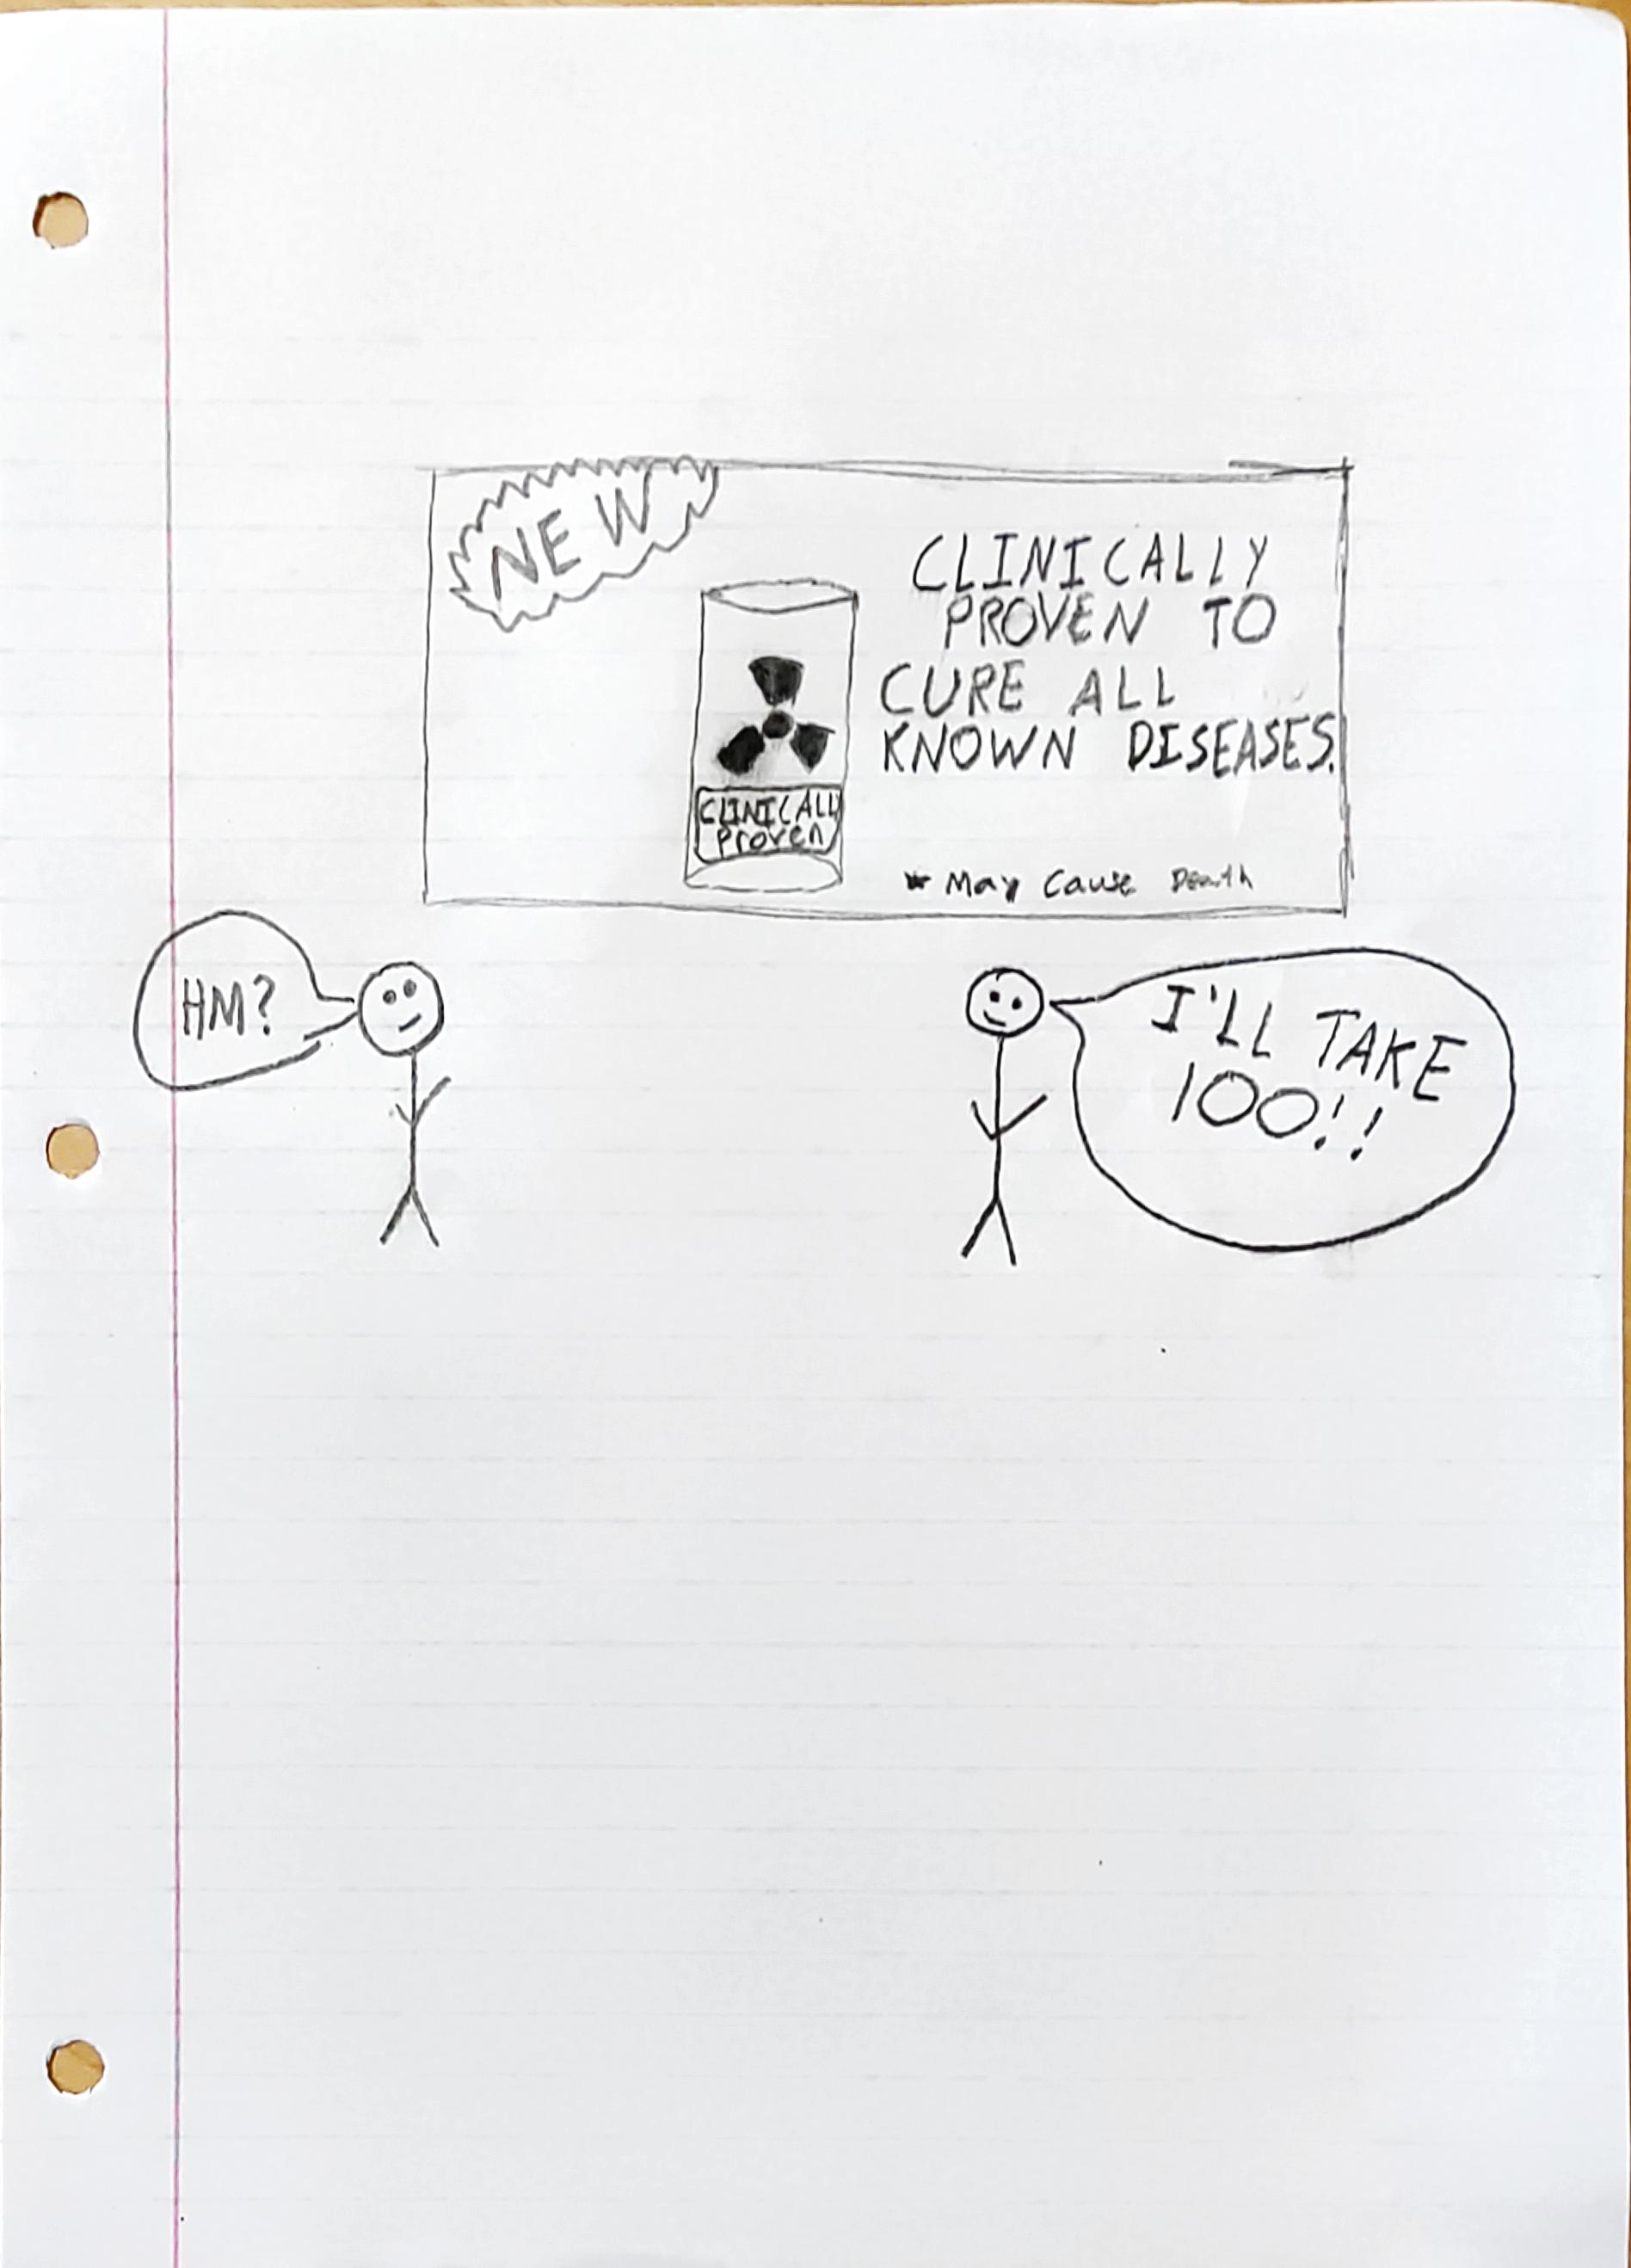 NEW
CLINICALLY
PROVEN TO
CURE ALL
KNOWN DISEASES.
CLINICALLY
Proven
* May Cause Death
HM?
I'LL TAKE
100!!